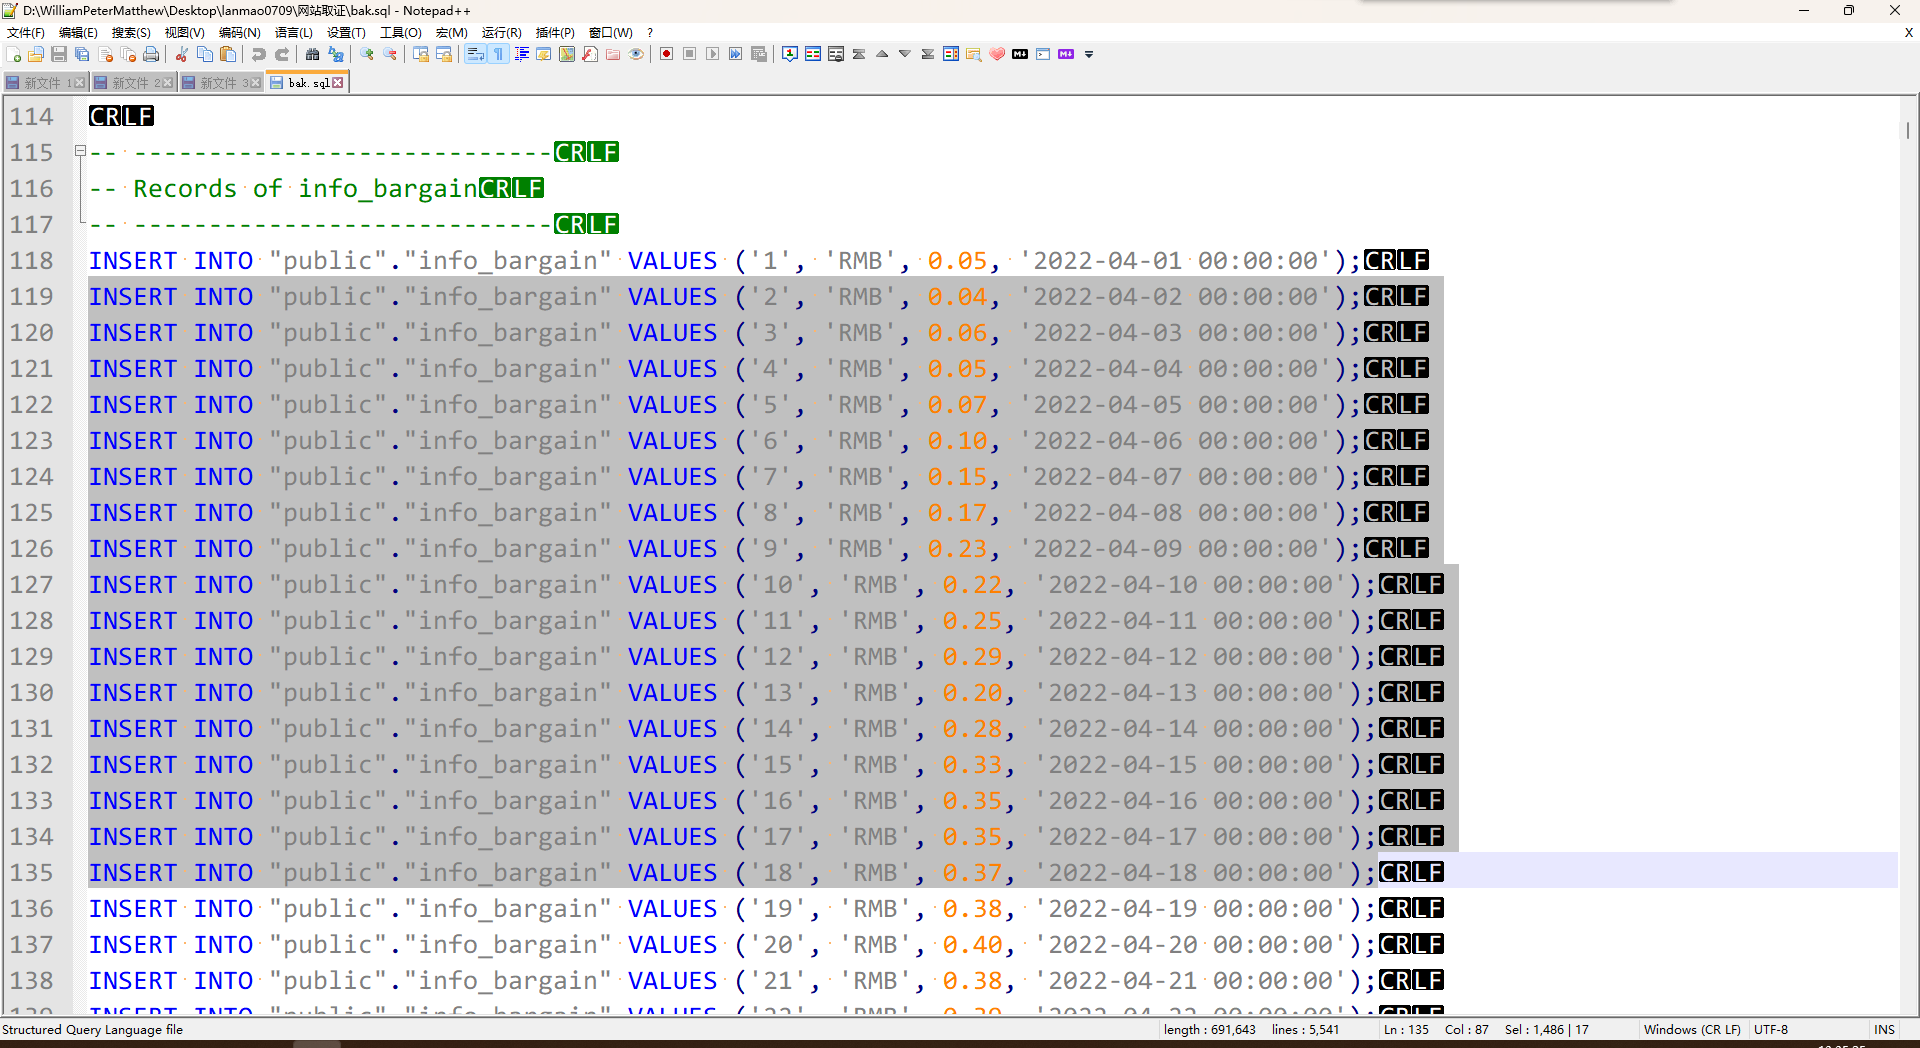 D:\WilliamPeterMatthew\Desktop\lanmao0709\网站取证\bak.sql - Notepad++
文件(F) 编辑(E) 搜索(S) 视图(V) 编码(N) 语言(L) 设置(T) 工具(O) 宏(M) 运行(R) 插件(P) 窗口(W) ? X
新文件 1 新文件 2 新文件 3 bak.sql
114 CRLF
115 -- ----------------------------CRLF
116 -- Records of info_bargainCRLF
117 -- ----------------------------CRLF
118 INSERT INTO "public"."info_bargain" VALUES ('1', 'RMB', 0.05, '2022-04-01 00:00:00');CRLF
119 INSERT INTO "public"."info_bargain" VALUES ('2', 'RMB', 0.04, '2022-04-02 00:00:00');CRLF
120 INSERT INTO "public"."info_bargain" VALUES ('3', 'RMB', 0.06, '2022-04-03 00:00:00');CRLF
121 INSERT INTO "public"."info_bargain" VALUES ('4', 'RMB', 0.05, '2022-04-04 00:00:00');CRLF
122 INSERT INTO "public"."info_bargain" VALUES ('5', 'RMB', 0.07, '2022-04-05 00:00:00');CRLF
123 INSERT INTO "public"."info_bargain" VALUES ('6', 'RMB', 0.10, '2022-04-06 00:00:00');CRLF
124 INSERT INTO "public"."info_bargain" VALUES ('7', 'RMB', 0.15, '2022-04-07 00:00:00');CRLF
125 INSERT INTO "public"."info_bargain" VALUES ('8', 'RMB', 0.17, '2022-04-08 00:00:00');CRLF
126 INSERT INTO "public"."info_bargain" VALUES ('9', 'RMB', 0.23, '2022-04-09 00:00:00');CRLF
127 INSERT INTO "public"."info_bargain" VALUES ('10', 'RMB', 0.22, '2022-04-10 00:00:00');CRLF
128 INSERT INTO "public"."info_bargain" VALUES ('11', 'RMB', 0.25, '2022-04-11 00:00:00');CRLF
129 INSERT INTO "public"."info_bargain" VALUES ('12', 'RMB', 0.29, '2022-04-12 00:00:00');CRLF
130 INSERT INTO "public"."info_bargain" VALUES ('13', 'RMB', 0.20, '2022-04-13 00:00:00');CRLF
131 INSERT INTO "public"."info_bargain" VALUES ('14', 'RMB', 0.28, '2022-04-14 00:00:00');CRLF
132 INSERT INTO "public"."info_bargain" VALUES ('15', 'RMB', 0.33, '2022-04-15 00:00:00');CRLF
133 INSERT INTO "public"."info_bargain" VALUES ('16', 'RMB', 0.35, '2022-04-16 00:00:00');CRLF
134 INSERT INTO "public"."info_bargain" VALUES ('17', 'RMB', 0.35, '2022-04-17 00:00:00');CRLF
135 INSERT INTO "public"."info_bargain" VALUES ('18', 'RMB', 0.37, '2022-04-18 00:00:00');CRLF
136 INSERT INTO "public"."info_bargain" VALUES ('19', 'RMB', 0.38, '2022-04-19 00:00:00');CRLF
137 INSERT INTO "public"."info_bargain" VALUES ('20', 'RMB', 0.40, '2022-04-20 00:00:00');CRLF
138 INSERT INTO "public"."info_bargain" VALUES ('21', 'RMB', 0.38, '2022-04-21 00:00:00');CRLF
Structured Query Language file length : 691,643 lines : 5,541 Ln : 135 Col : 87 Sel : 1,486 | 17 Windows (CR LF) UTF-8 INS